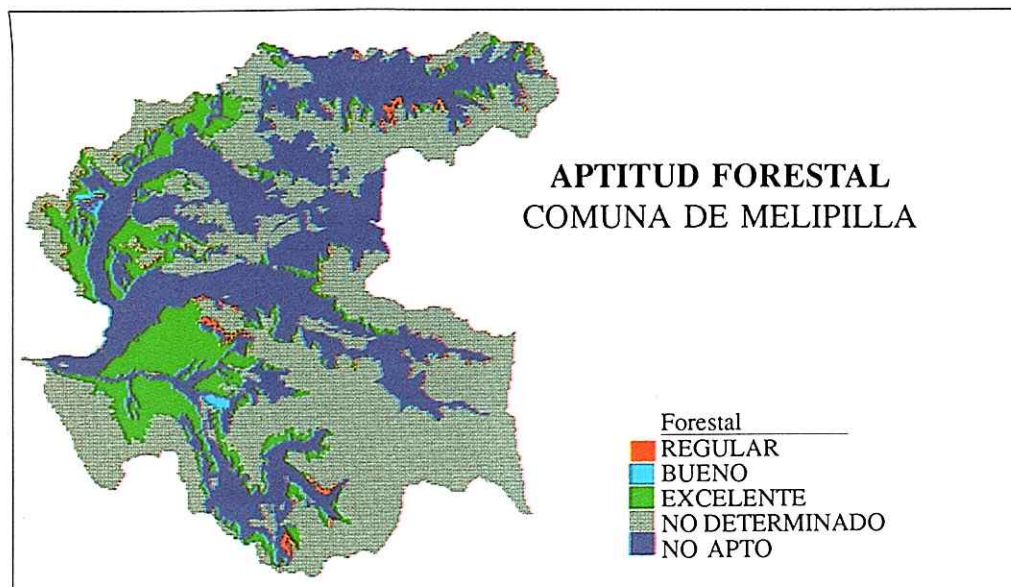 APTITUD FORESTAL
COMUNA DE MELIPILLA
Forestal
REGULAR
BUENO
EXCELENTE
NO DETERMINADO
NO APTO